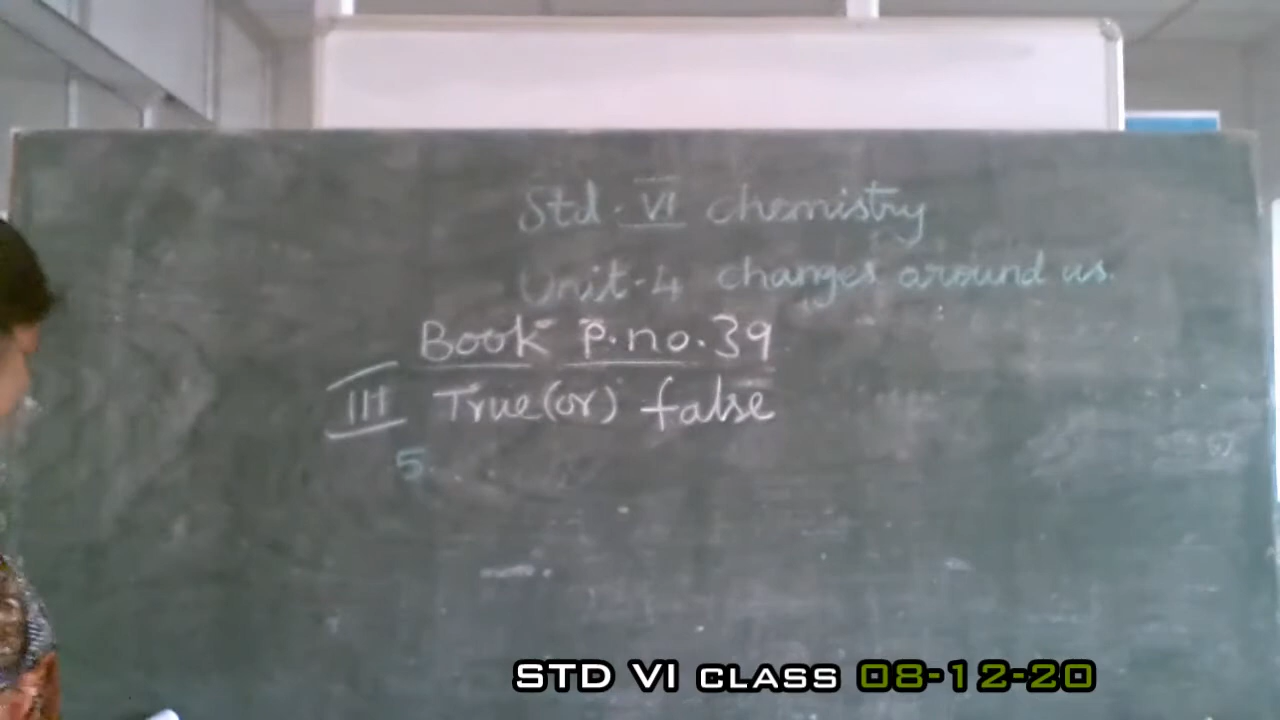 Std. VI chemistry
Unit-4 changes around us.
Book p.no.39
III True(or) false
5.
STD VI CLASS 08-12-20